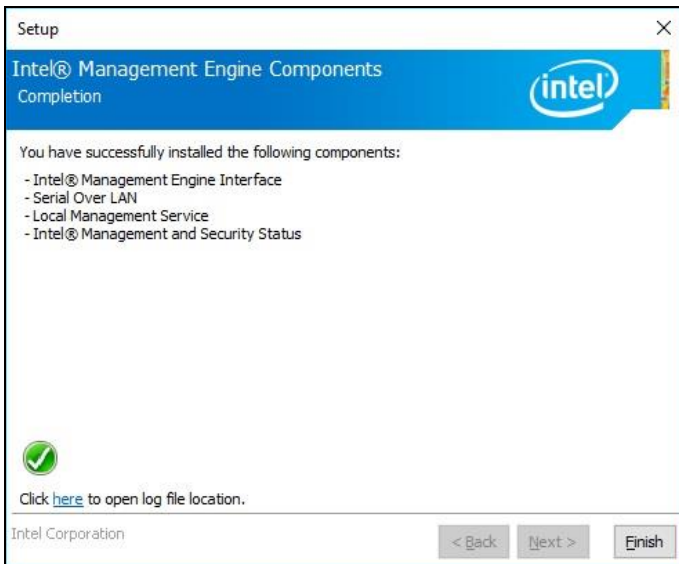 Setup
Intel® Management Engine Components
Completion
intel
You have successfully installed the following components:
- Intel® Management Engine Interface
- Serial Over LAN
- Local Management Service
- Intel® Management and Security Status
Click here to open log file location.
Intel Corporation
< Back Next > Finish